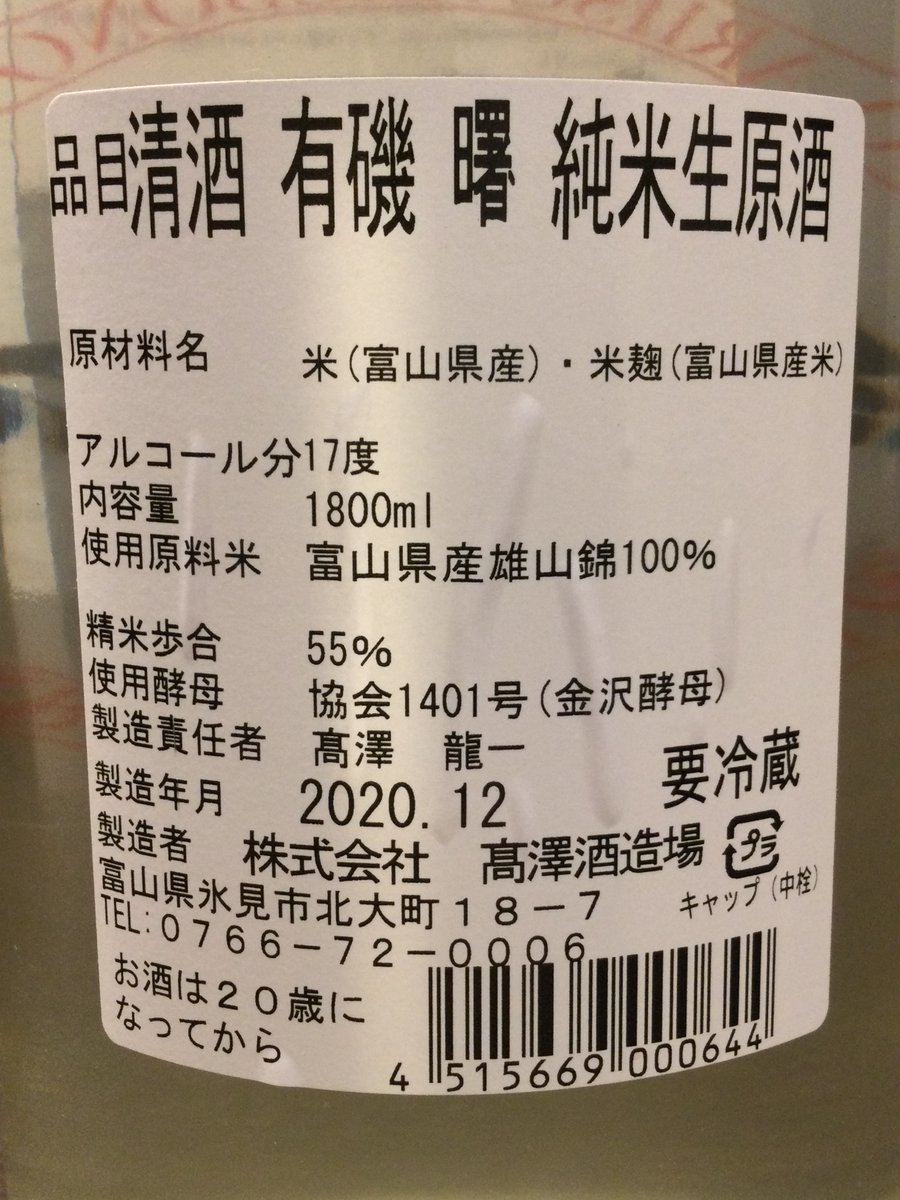 品目清酒 有磯 曙 純米生原酒
原材料名 米(富山県産)・米麹(富山県産米)
アルコール分17度
内容量 1800ml
使用原料米 富山県産雄山錦100%
精米歩合 55%
使用酵母 協会1401号(金沢酵母)
製造責任者 髙澤 龍一
要冷蔵
製造年月 2020.12
製造者 株式会社 髙澤酒造場
プラ
キャップ(中栓)
富山県氷見市北大町18-7
TEL:0766-72-0006
お酒は20歳に
なってから
4 515669 000644